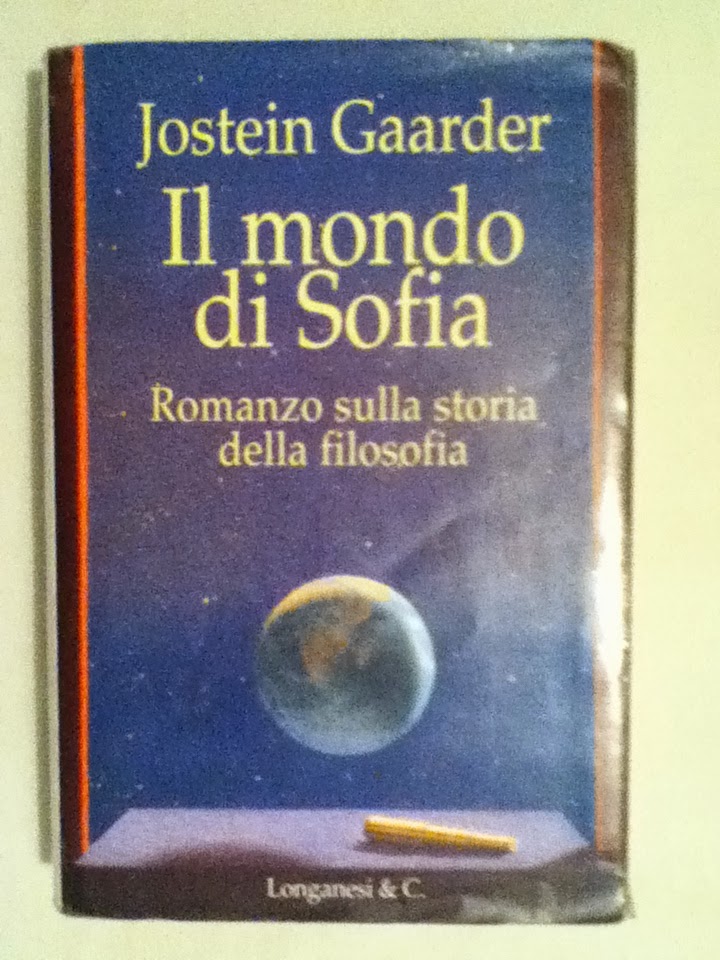 Jostein Gaarder
Il mondo
di Sofia
Romanzo sulla storia
della filosofia
Longanesi & C.